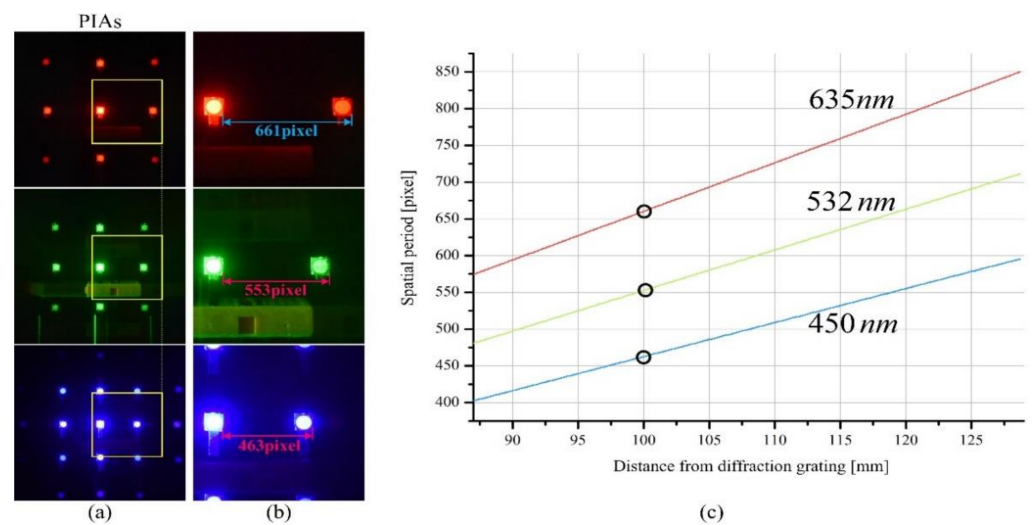 PIAs
661pixel
553pixel
463pixel
(a)
(b)
Spatial period [pixel]
850
800
750
700
650
600
550
500
450
400
635nm
532 nm
450 nm
90
95
100
105
110
115
120
125
Distance from diffraction grating [mm]
(c)